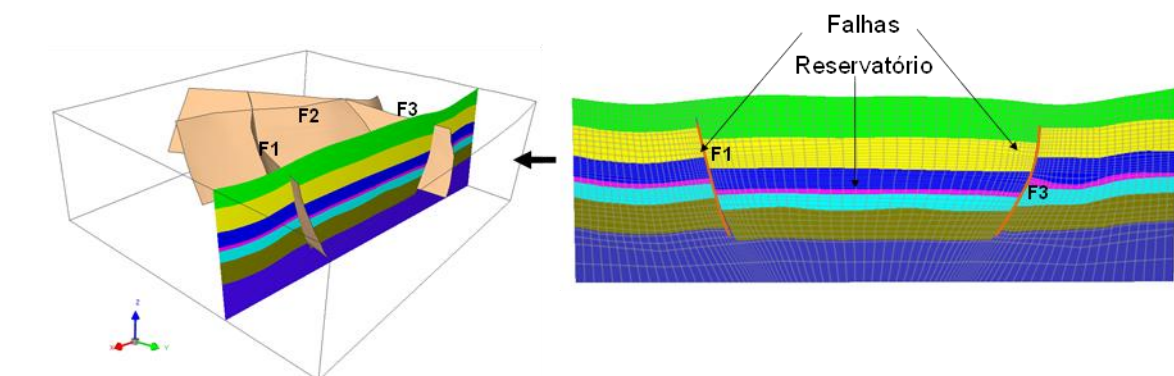 F2
F3
F1
z
x
Y
Falhas
Reservatório
F1
F3